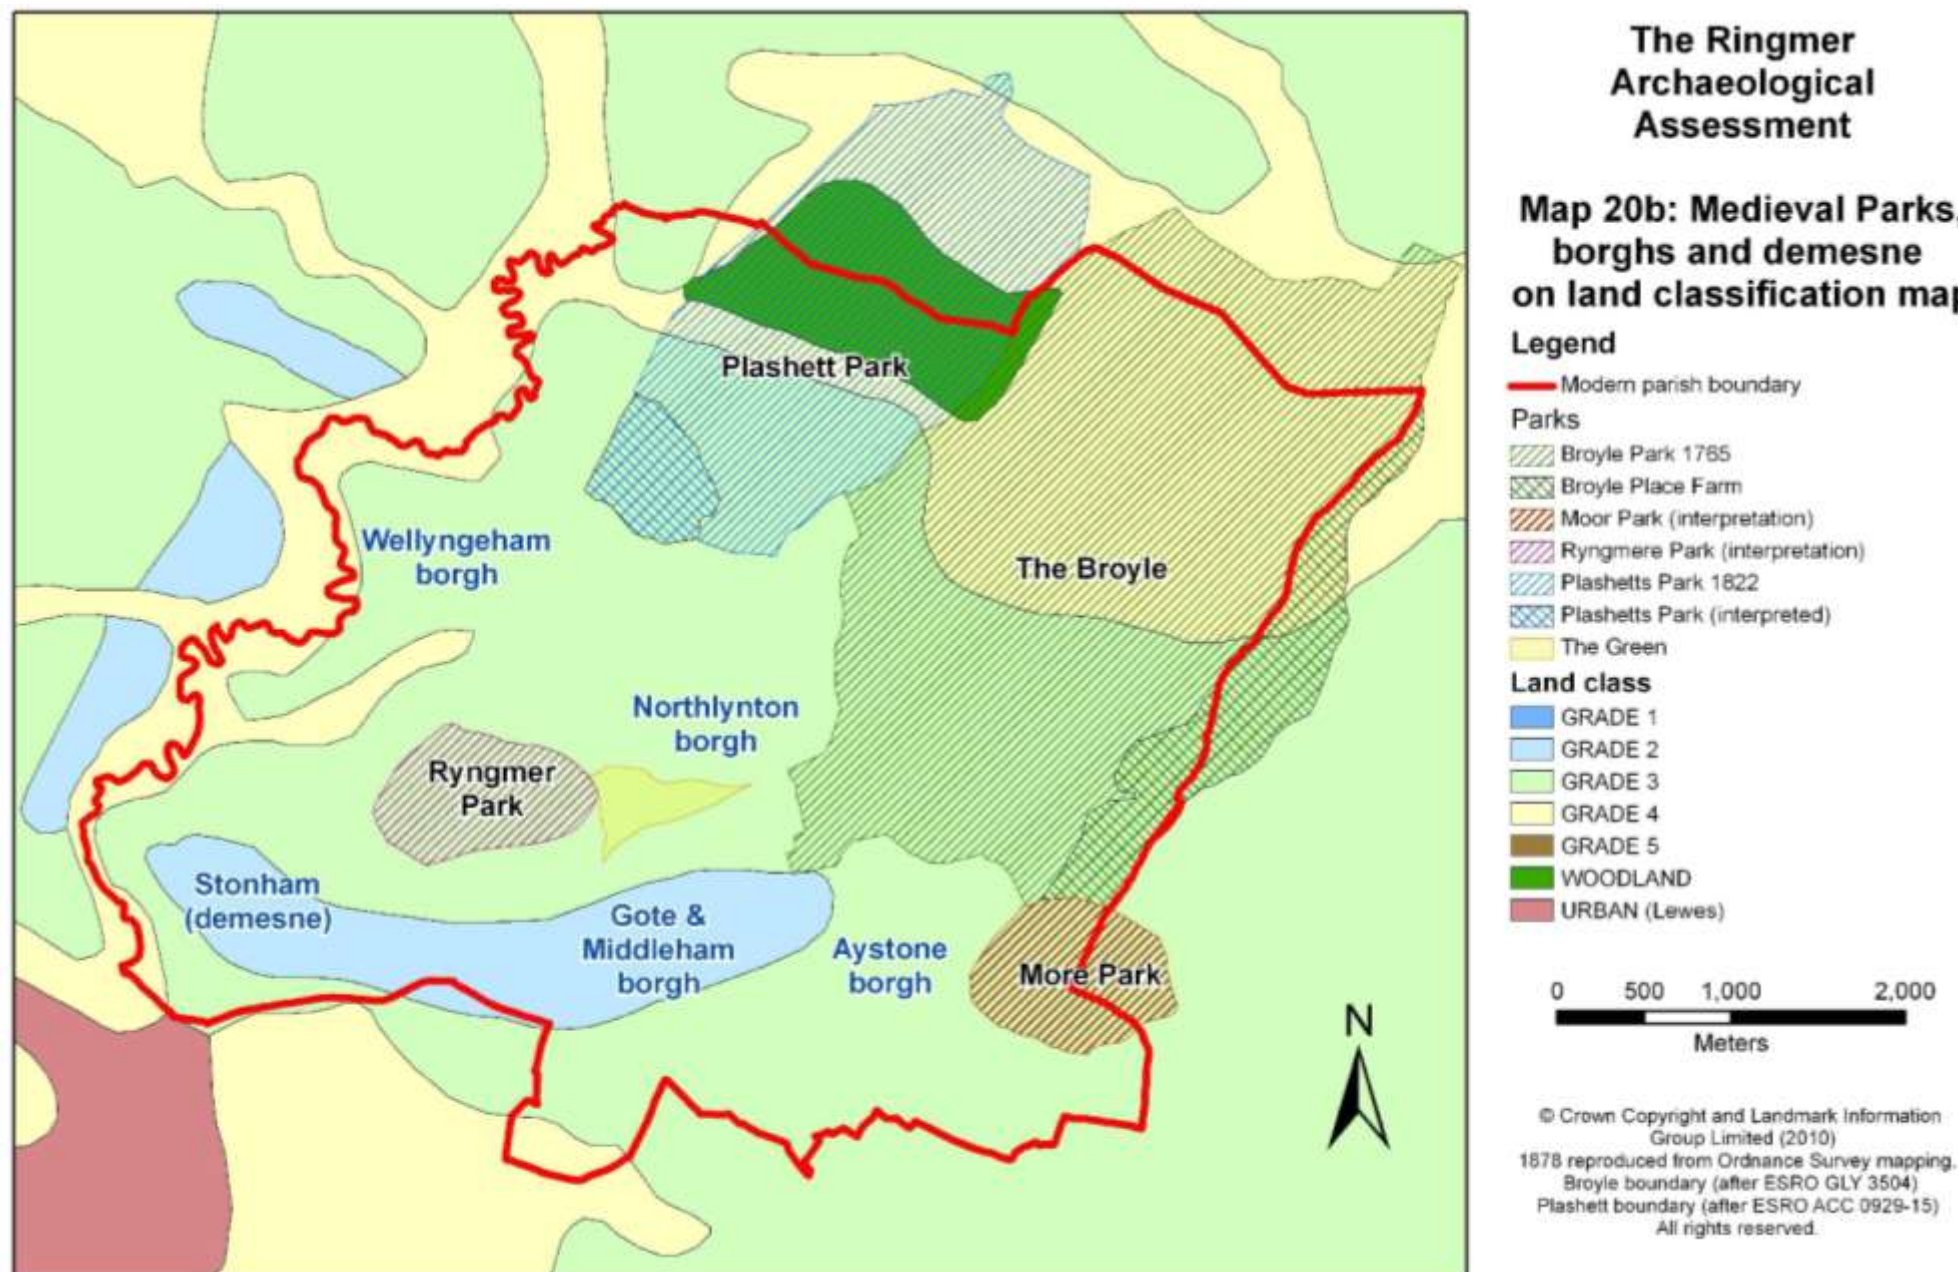 The Ringmer
Archaeological
Assessment
Map 20b: Medieval Parks,
borghs and demesne
on land classification map
Legend
Modern parish boundary
Parks
Broyle Park 1765
Broyle Place Farm
Moor Park (interpretation)
Ryngmere Park (interpretation)
Plashetts Park 1822
Plashetts Park (interpreted)
The Green
Land class
GRADE 1
GRADE 2
GRADE 3
GRADE 4
GRADE 5
WOODLAND
URBAN (Lewes)
0 500 1,000 2,000
Meters
N
© Crown Copyright and Landmark Information
Group Limited (2010)
1878 reproduced from Ordnance Survey mapping.
Broyle boundary (after ESRO GLY 3504)
Plashett boundary (after ESRO ACC 0929-15)
All rights reserved.
Plashett Park
Wellyngeham
borgh
The Broyle
Northlynton
borgh
Ryngmer
Park
Stonham
(demesne)
Gote &
Middleham
borgh
Aystone
borgh
More Park